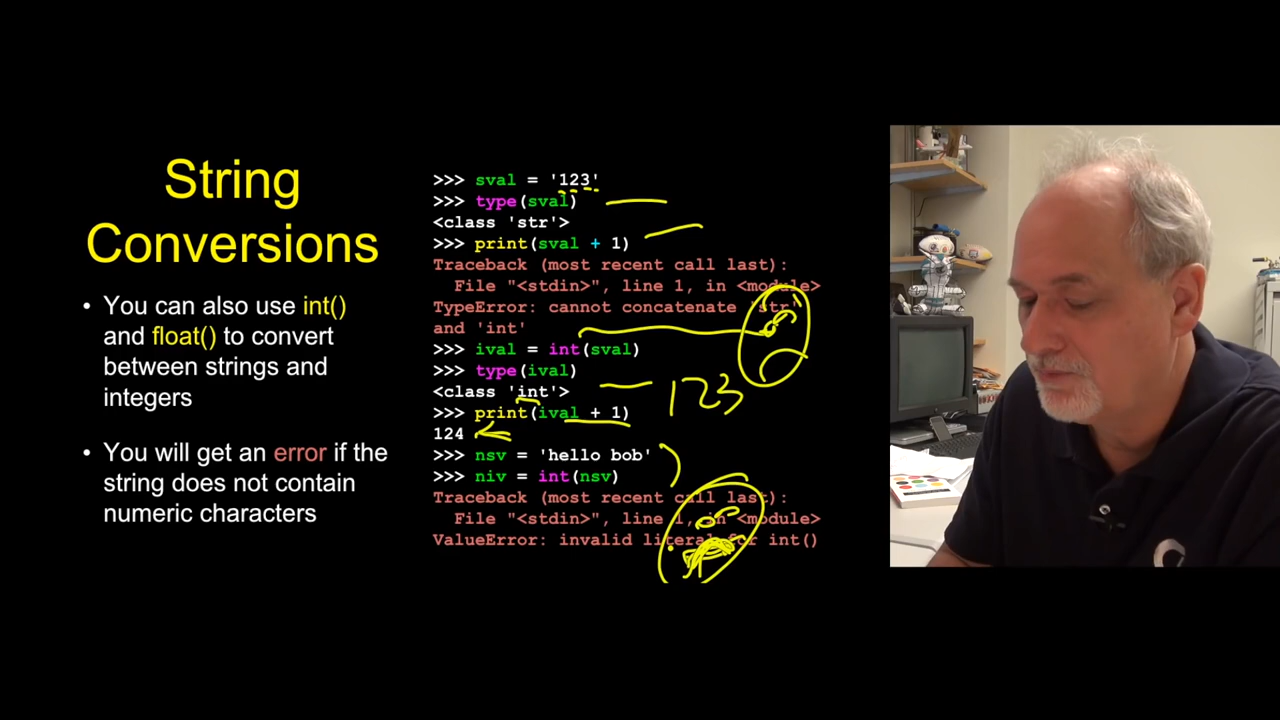 String
Conversions
• You can also use int()
and float() to convert
between strings and
integers
• You will get an error if the
string does not contain
numeric characters
>>> sval = '123'
>>> type(sval)
<class 'str'>
>>> print(sval + 1)
Traceback (most recent call last):
File "<stdin>", line 1, in <module>
TypeError: cannot concatenate 'str'
and 'int'
>>> ival = int(sval)
>>> type(ival)
<class 'int'>
>>> print(ival + 1)
124
>>> nsv = 'hello bob'
>>> niv = int(nsv)
Traceback (most recent call last):
File "<stdin>", line 1, in <module>
ValueError: invalid literal for int()
123